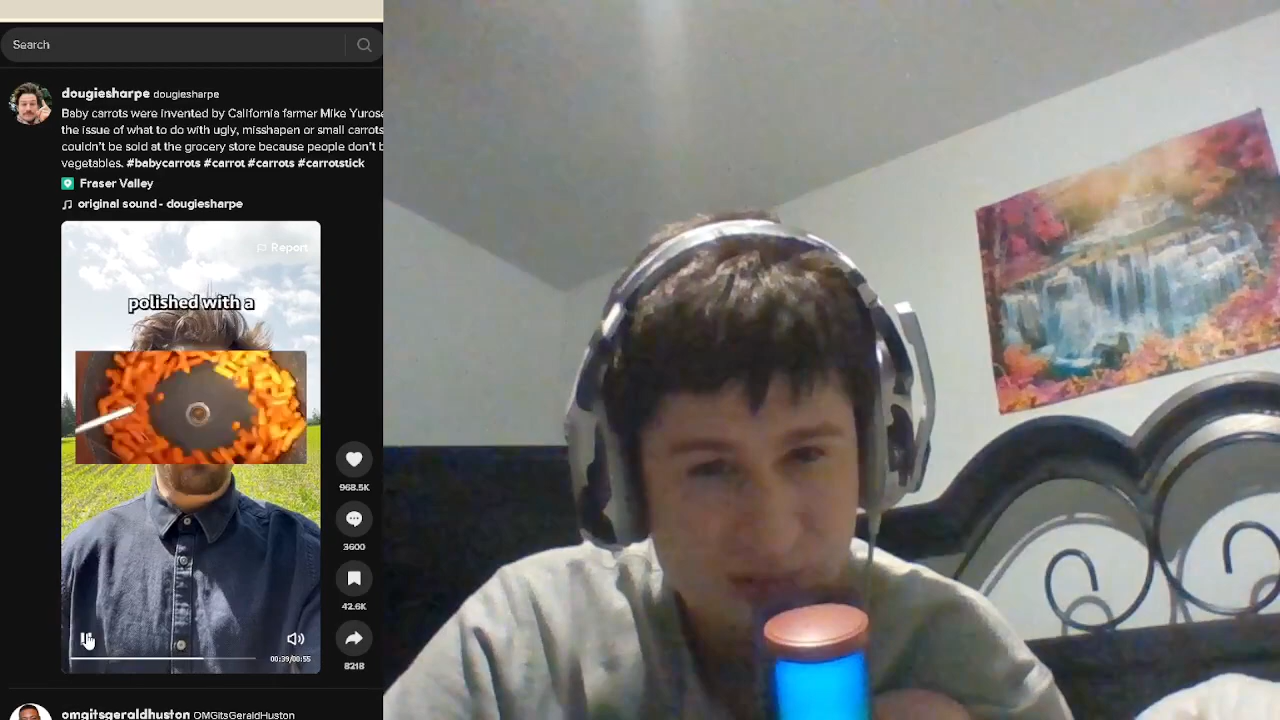 Search
dougiesharpe dougiesharpe
Baby carrots were invented by California farmer Mike Yurose
the issue of what to do with ugly, misshapen or small carrots
couldn't be sold at the grocery store because people don't b
vegetables. #babycarrots #carrot #carrots #carrotstick
Fraser Valley
original sound - dougiesharpe
Report
polished with a
968.5K
3600
42.6K
8218
00:39/00:55
omgitsgeraldhuston OMGitsGeraldHuston